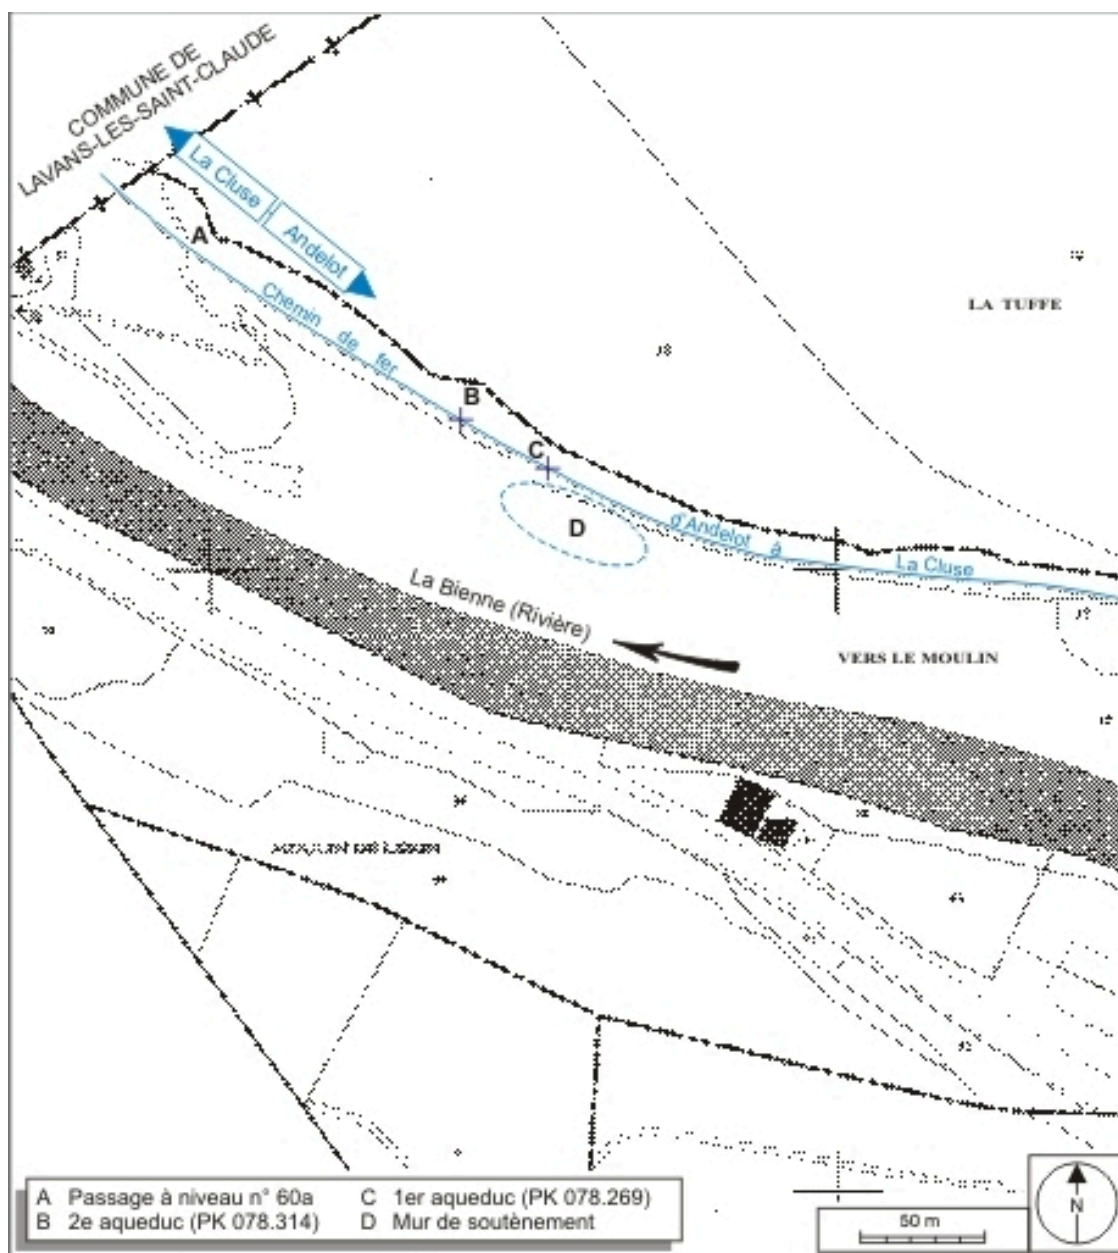 COMMUNE DE
LAVANS-LES-SAINT-CLAUDE
La Cluse
Andelot
A
Chemin de fer
B
C
D
d'Andelot à
La Cluse
LA TUFFE
La Bienne (Rivière)
VERS LE MOULIN
A Passage à niveau n° 60a
B 2e aqueduc (PK 078.314)
C 1er aqueduc (PK 078.269)
D Mur de soutènement
50 m
N